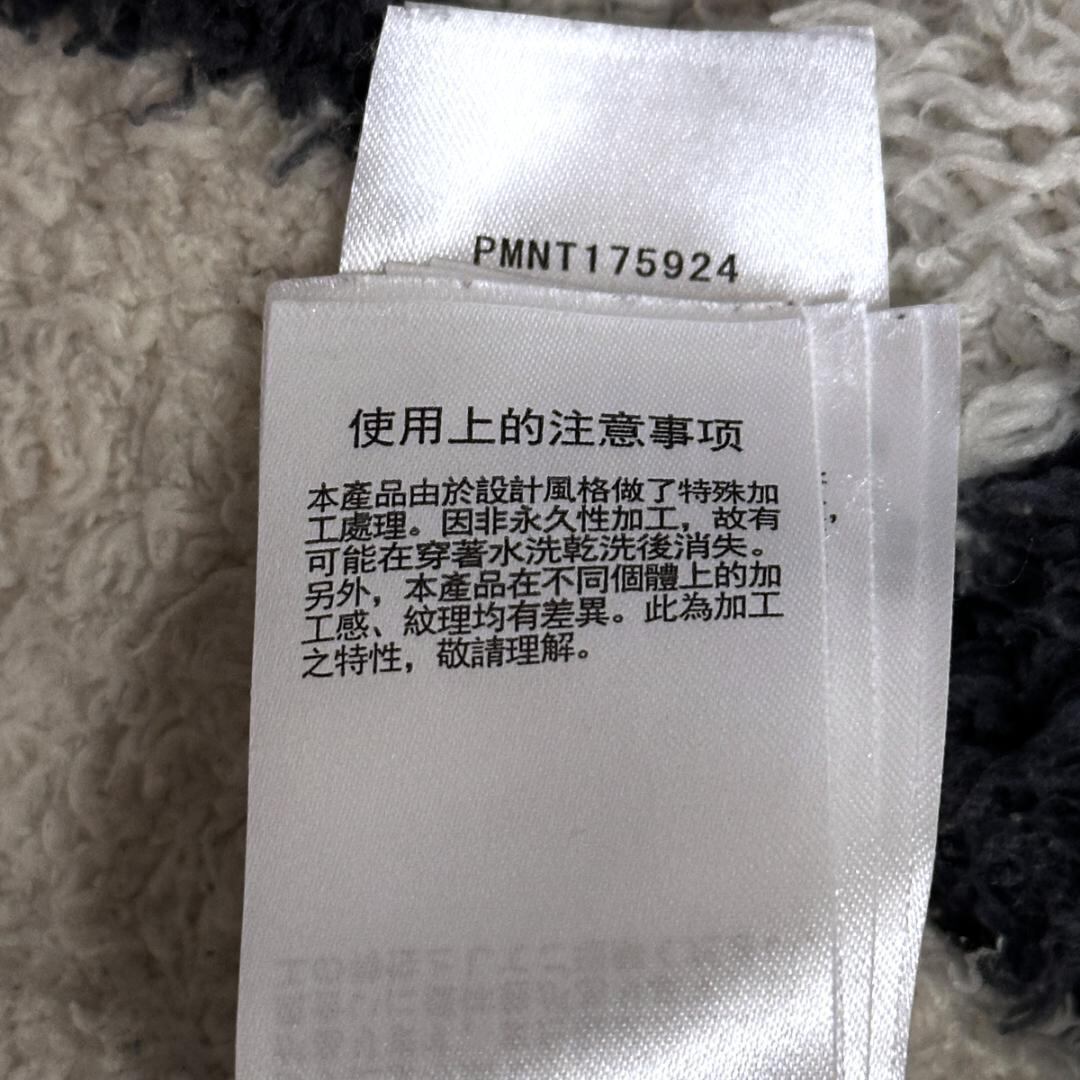 PMNT175924
使用上的注意事项
本產品由於設計風格做了特殊加
工處理。因非永久性加工，故有
可能在穿著水洗乾洗後消失。
另外，本產品在不同個體上的加
工感、紋理均有差異。此為加工
之特性，敬請理解。